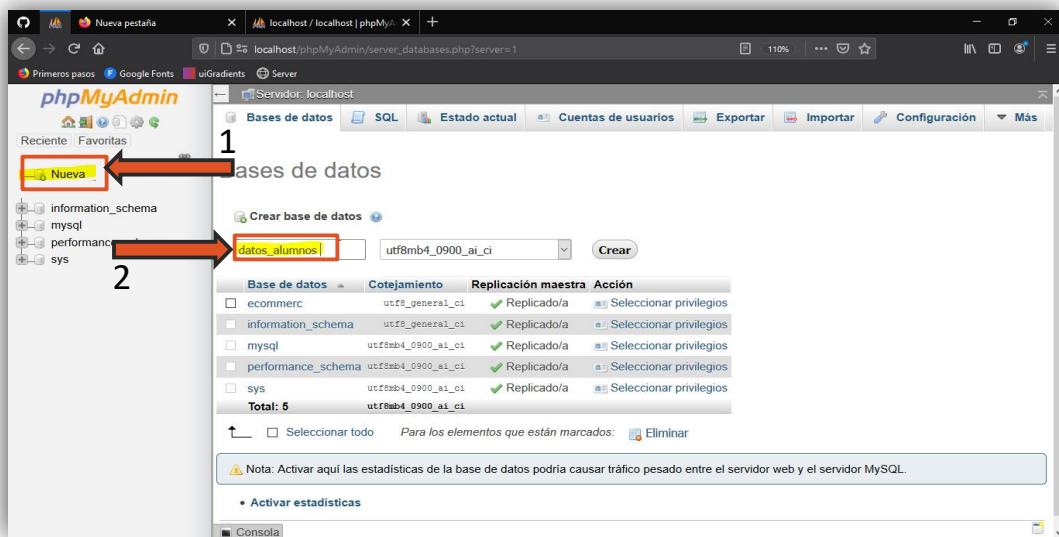 Nueva pestaña
localhost / localhost | phpMyA
localhost/phpMyAdmin/server_databases.php?server=1
110%
Primeros pasos Google Fonts uiGradients Server
phpMyAdmin
Reciente Favoritas
Nueva
information_schema
mysql
performanc
sys
1
2
Servidor: localhost
Bases de datos SQL Estado actual Cuentas de usuarios Exportar Importar Configuración Más
ases de datos
Crear base de datos
datos_alumnos utf8mb4_0900_ai_ci Crear
Base de datos Cotejamiento Replicación maestra Acción
ecommerc utf8_general_ci Replicado/a Seleccionar privilegios
information_schema utf8_general_ci Replicado/a Seleccionar privilegios
mysql utf8mb4_0900_ai_ci Replicado/a Seleccionar privilegios
performance_schema utf8mb4_0900_ai_ci Replicado/a Seleccionar privilegios
sys utf8mb4_0900_ai_ci Replicado/a Seleccionar privilegios
Total: 5 utf8mb4_0900_ai_ci
Seleccionar todo Para los elementos que están marcados: Eliminar
Nota: Activar aquí las estadísticas de la base de datos podría causar tráfico pesado entre el servidor web y el servidor MySQL.
• Activar estadísticas
Consola